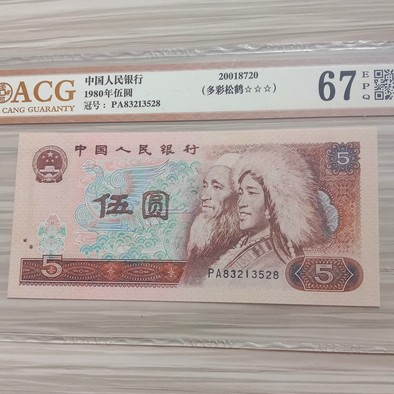 ACG
CANG GUARANTY
中国人民银行
1980年伍圆
冠号：PA83213528
20018720
(多彩松鹤☆☆☆)
67 EPQ
中国人民银行
5
伍圆
PA83213528
5
5